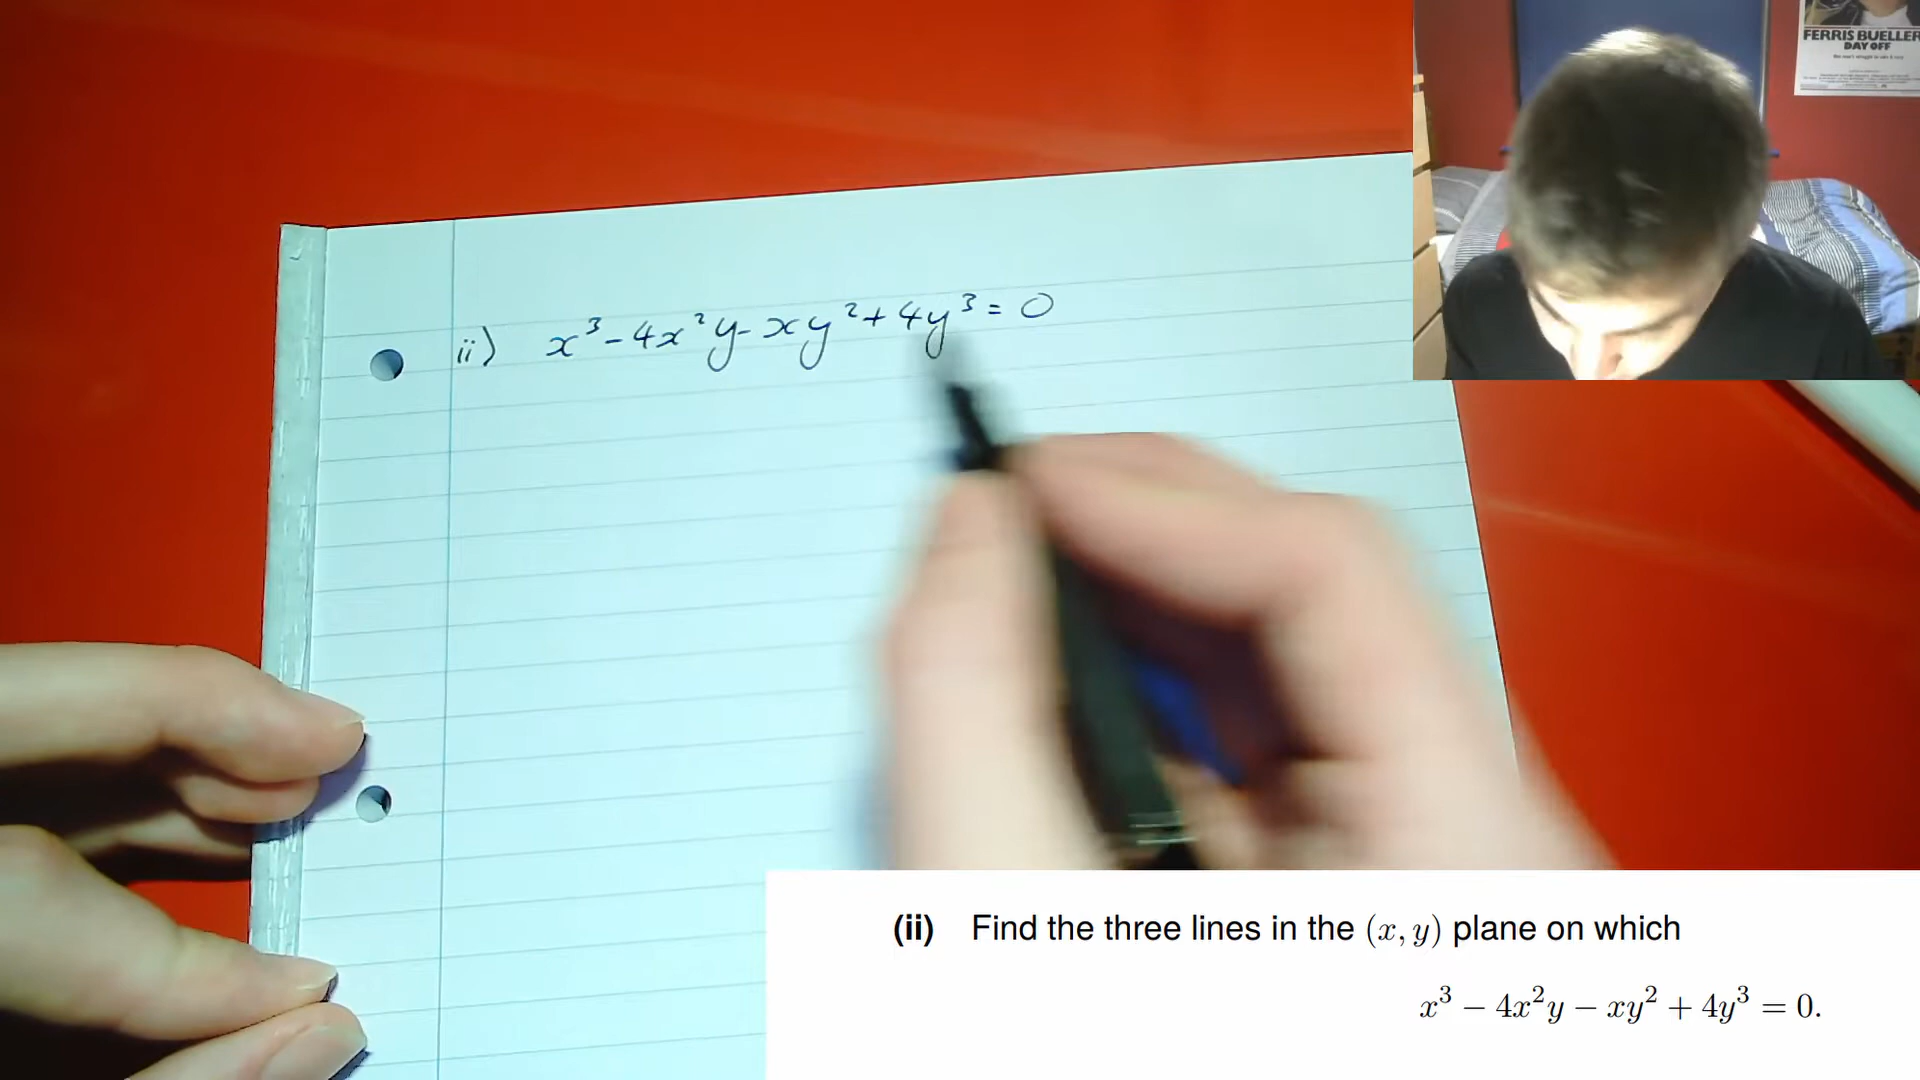 FERRIS BUELLER
DAY OFF
ii) x³-4x²y-xy²+4y³=0
(ii) Find the three lines in the (x, y) plane on which
x³ − 4x²y − xy² + 4y³ = 0.